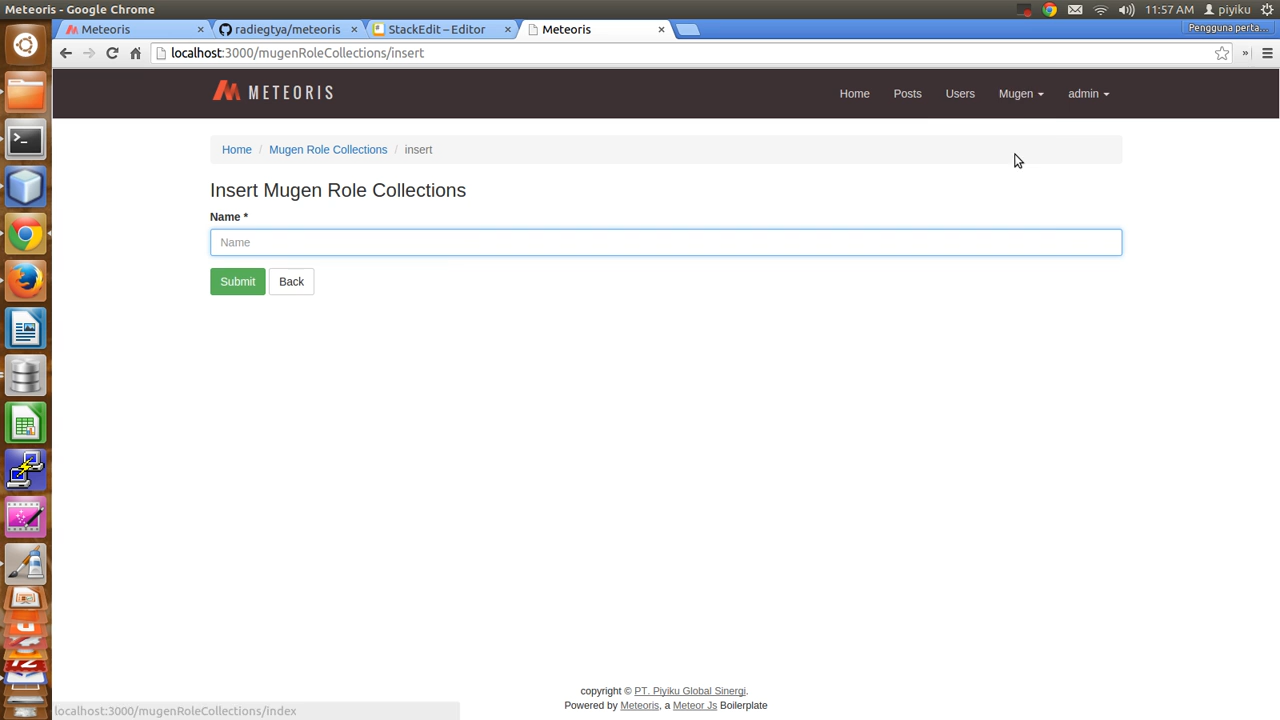 Meteoris - Google Chrome
11:57 AM
piyiku
Meteoris
radiegtya/meteoris
StackEdit – Editor
Meteoris
Pengguna perta...
localhost:3000/mugenRoleCollections/insert
METEORIS
Home
Posts
Users
Mugen
admin
Home / Mugen Role Collections / insert
Insert Mugen Role Collections
Name *
Name
Submit
Back
copyright © PT. Piyiku Global Sinergi.
Powered by Meteoris, a Meteor Js Boilerplate
localhost:3000/mugenRoleCollections/index